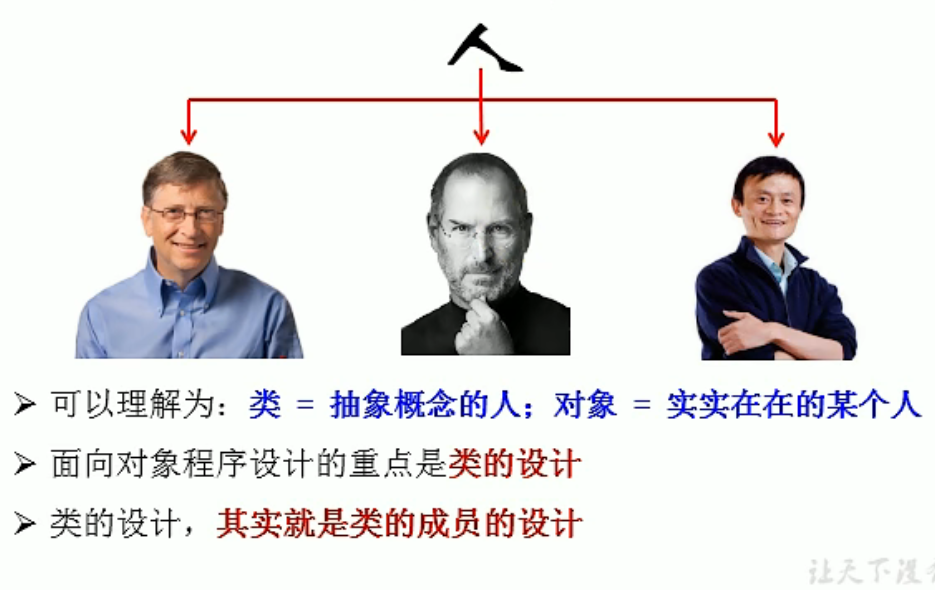 人
可以理解为：类 = 抽象概念的人；对象 = 实实在在的某个人
面向对象程序设计的重点是类的设计
类的设计，其实就是类的成员的设计
让天下没